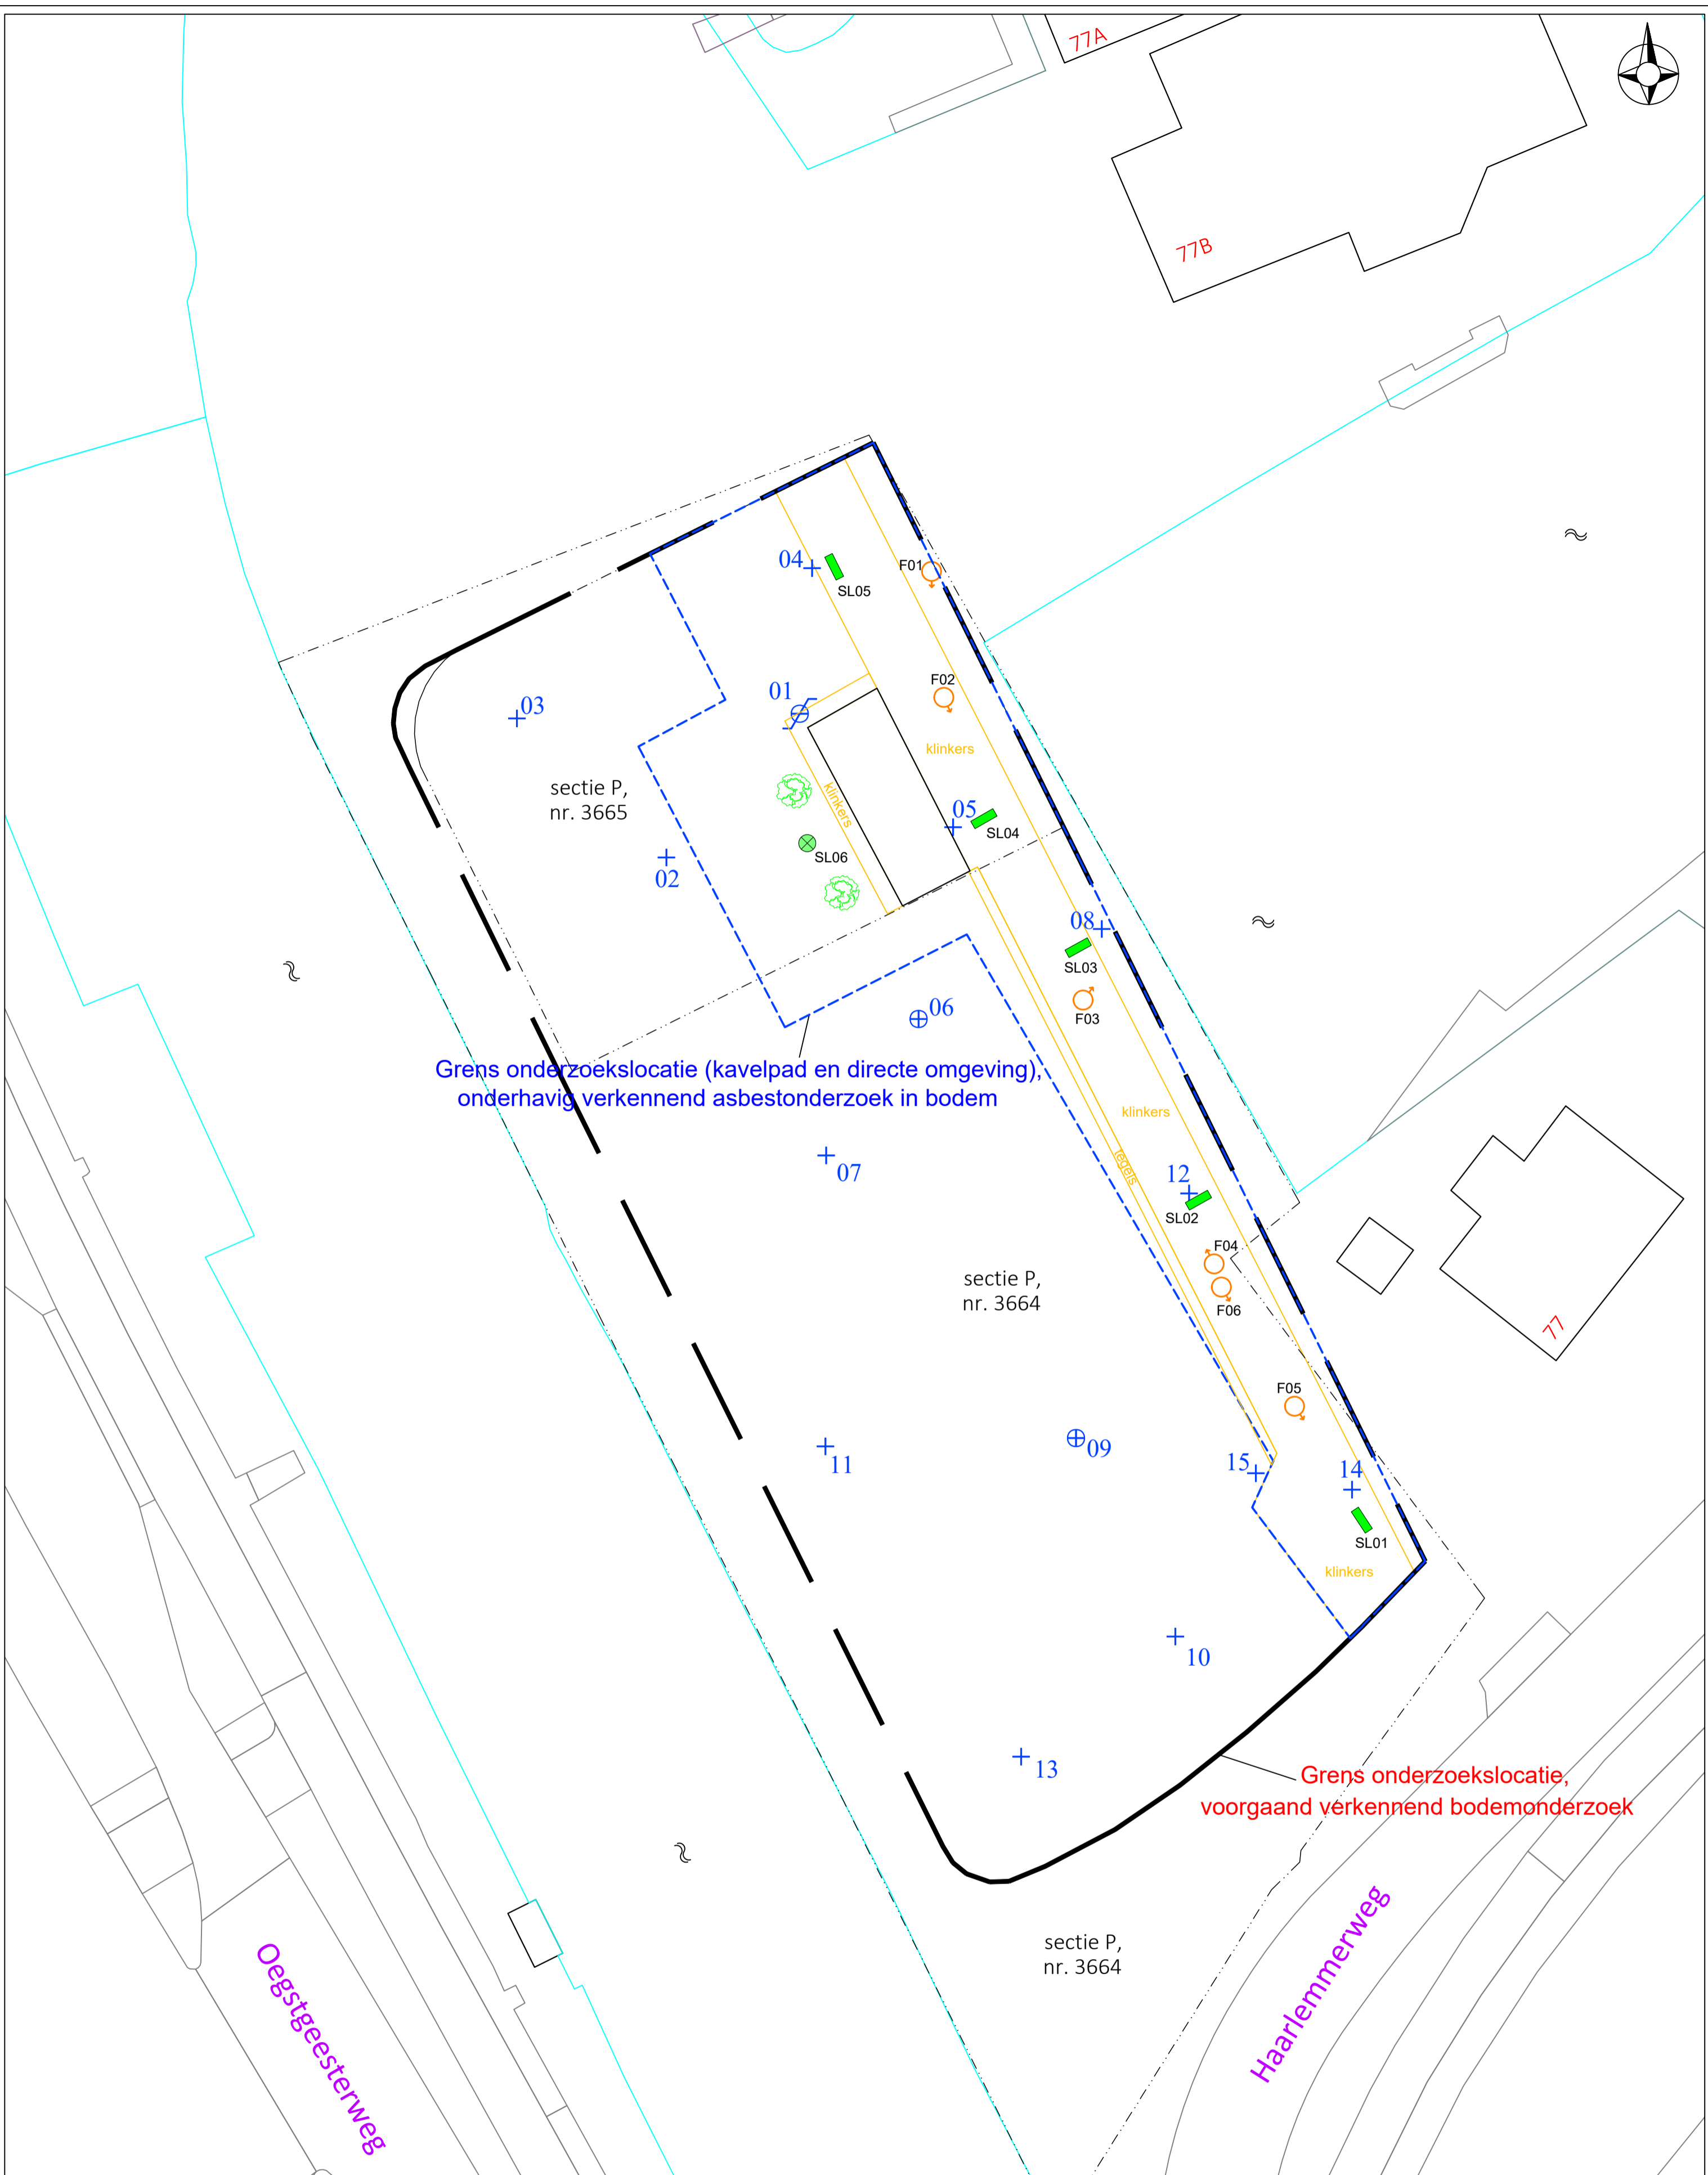 77A
77B
04
SL05
F01
03
01
F02
klinkers
sectie P,
nr. 3665
klinkers
05
SL04
02
SL06
08
SL03
F03
06
Grens onderzoekslocatie (kavelpad en directe omgeving),
onderhavig verkennend asbestonderzoek in bodem
klinkers
07
tegels
12
SL02
F04
F06
sectie P,
nr. 3664
77
F05
11
09
15
14
SL01
klinkers
10
13
Grens onderzoekslocatie,
voorgaand verkennend bodemonderzoek
sectie P,
nr. 3664
Oegstgeesterweg
Haarlemmerweg